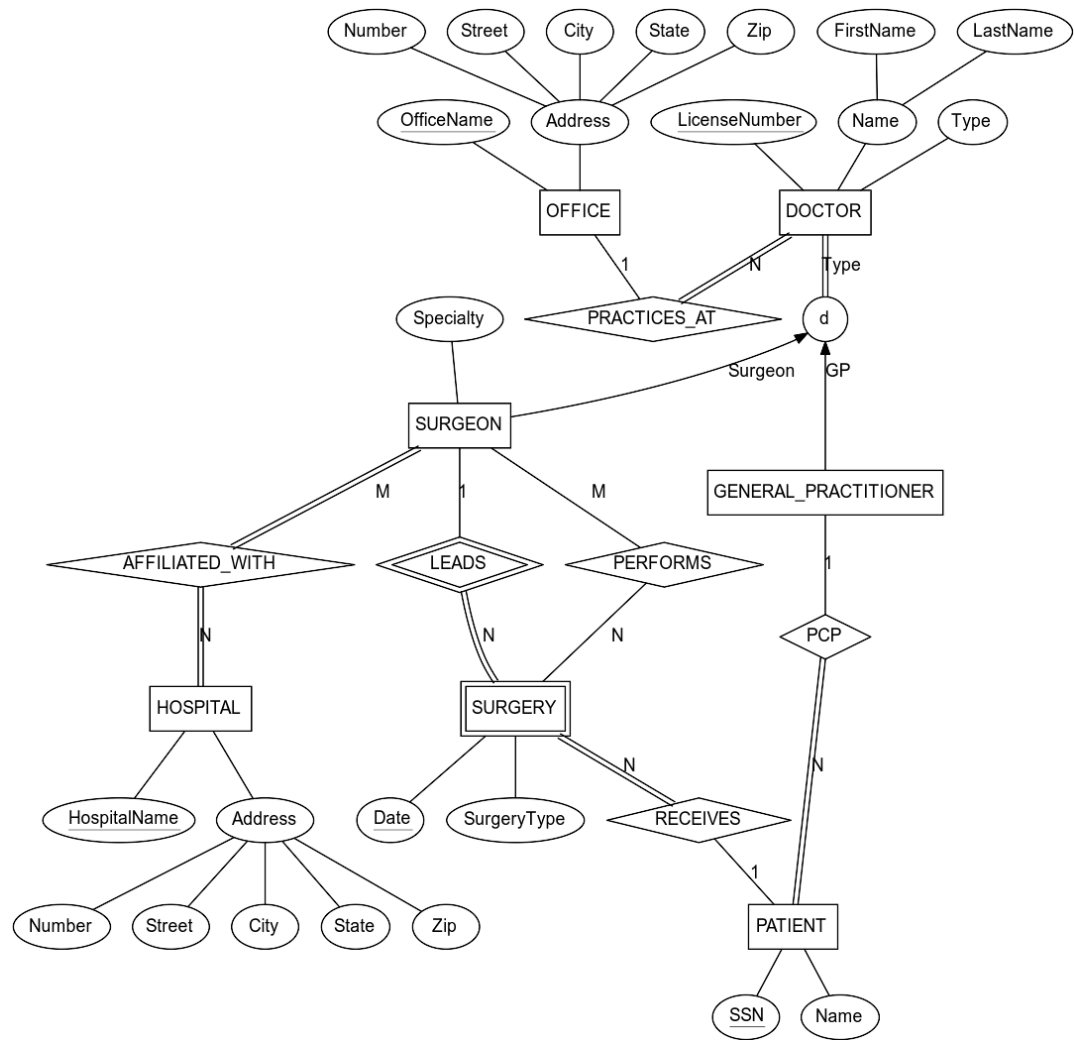 Number Street City State Zip FirstName LastName
OfficeName Address LicenseNumber Name Type
OFFICE DOCTOR
1 N Type
Specialty PRACTICES_AT d
Surgeon GP
SURGEON
M 1 M GENERAL_PRACTITIONER
AFFILIATED_WITH LEADS PERFORMS 1
N N N PCP
HOSPITAL SURGERY
N N
HospitalName Address Date SurgeryType RECEIVES
1
Number Street City State Zip PATIENT
SSN Name